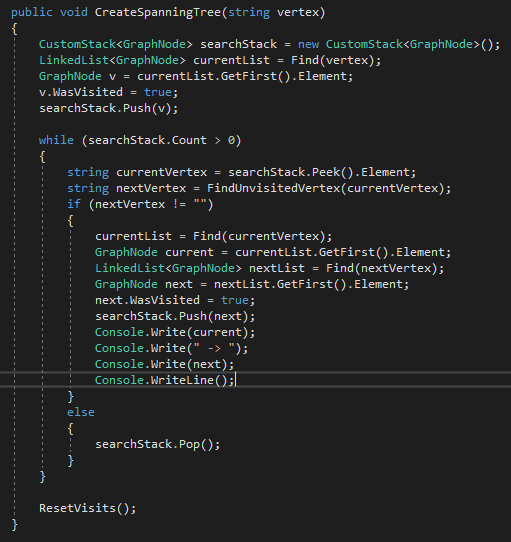 public void CreateSpanningTree(string vertex)
{
CustomStack<GraphNode> searchStack = new CustomStack<GraphNode>();
LinkedList<GraphNode> currentList = Find(vertex);
GraphNode v = currentList.GetFirst().Element;
v.WasVisited = true;
searchStack.Push(v);
while (searchStack.Count > 0)
{
string currentVertex = searchStack.Peek().Element;
string nextVertex = FindUnvisitedVertex(currentVertex);
if (nextVertex != "")
{
currentList = Find(currentVertex);
GraphNode current = currentList.GetFirst().Element;
LinkedList<GraphNode> nextList = Find(nextVertex);
GraphNode next = nextList.GetFirst().Element;
next.WasVisited = true;
searchStack.Push(next);
Console.Write(current);
Console.Write(" -> ");
Console.Write(next);
Console.WriteLine();
}
else
{
searchStack.Pop();
}
}
ResetVisits();
}